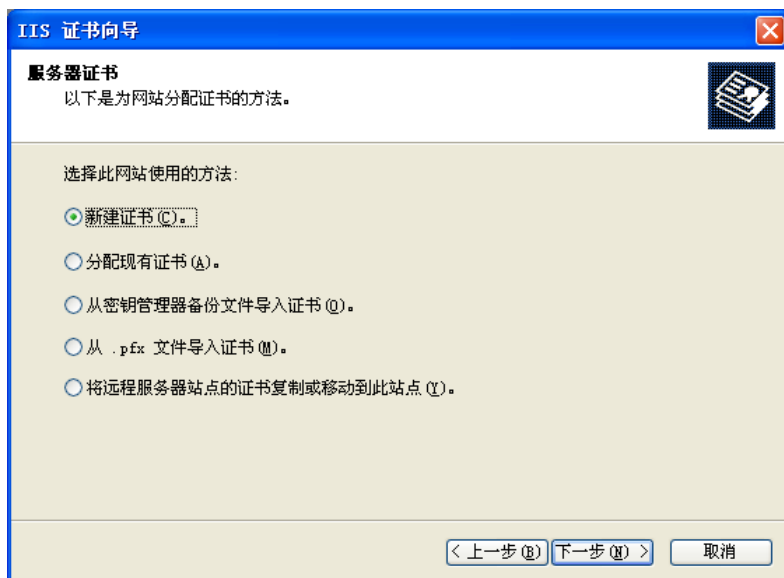 IIS 证书向导
服务器证书
以下是为网站分配证书的方法。
选择此网站使用的方法:
新建证书(C)。
分配现有证书(A)。
从密钥管理器备份文件导入证书(O)。
从 .pfx 文件导入证书(M)。
将远程服务器站点的证书复制或移动到此站点(Y)。
< 上一步(B) 下一步(N) > 取消